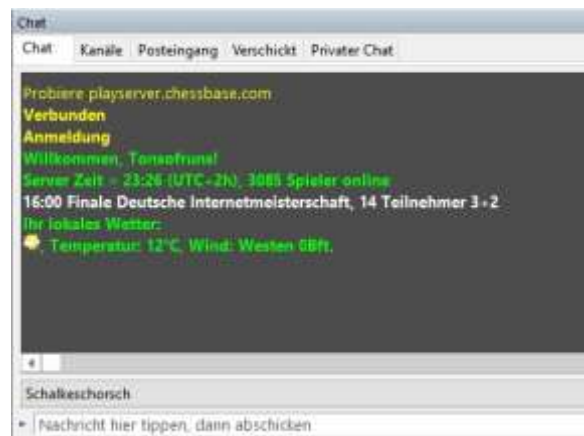 Chat
Chat Kanäle Posteingang Verschickt Privater Chat
Probiere playserver.chessbase.com
Verbunden
Anmeldung
Willkommen, Tonsofruns!
Server Zeit = 23:26 (UTC-2h), 3085 Spieler online
16:00 Finale Deutsche Internetmeisterschaft, 14 Teilnehmer 3+2
Ihr lokales Wetter:
, Temperatur: 12°C, Wind: Westen 0Bft.
Schalkeschorsch
Nachricht hier tippen, dann abschicken